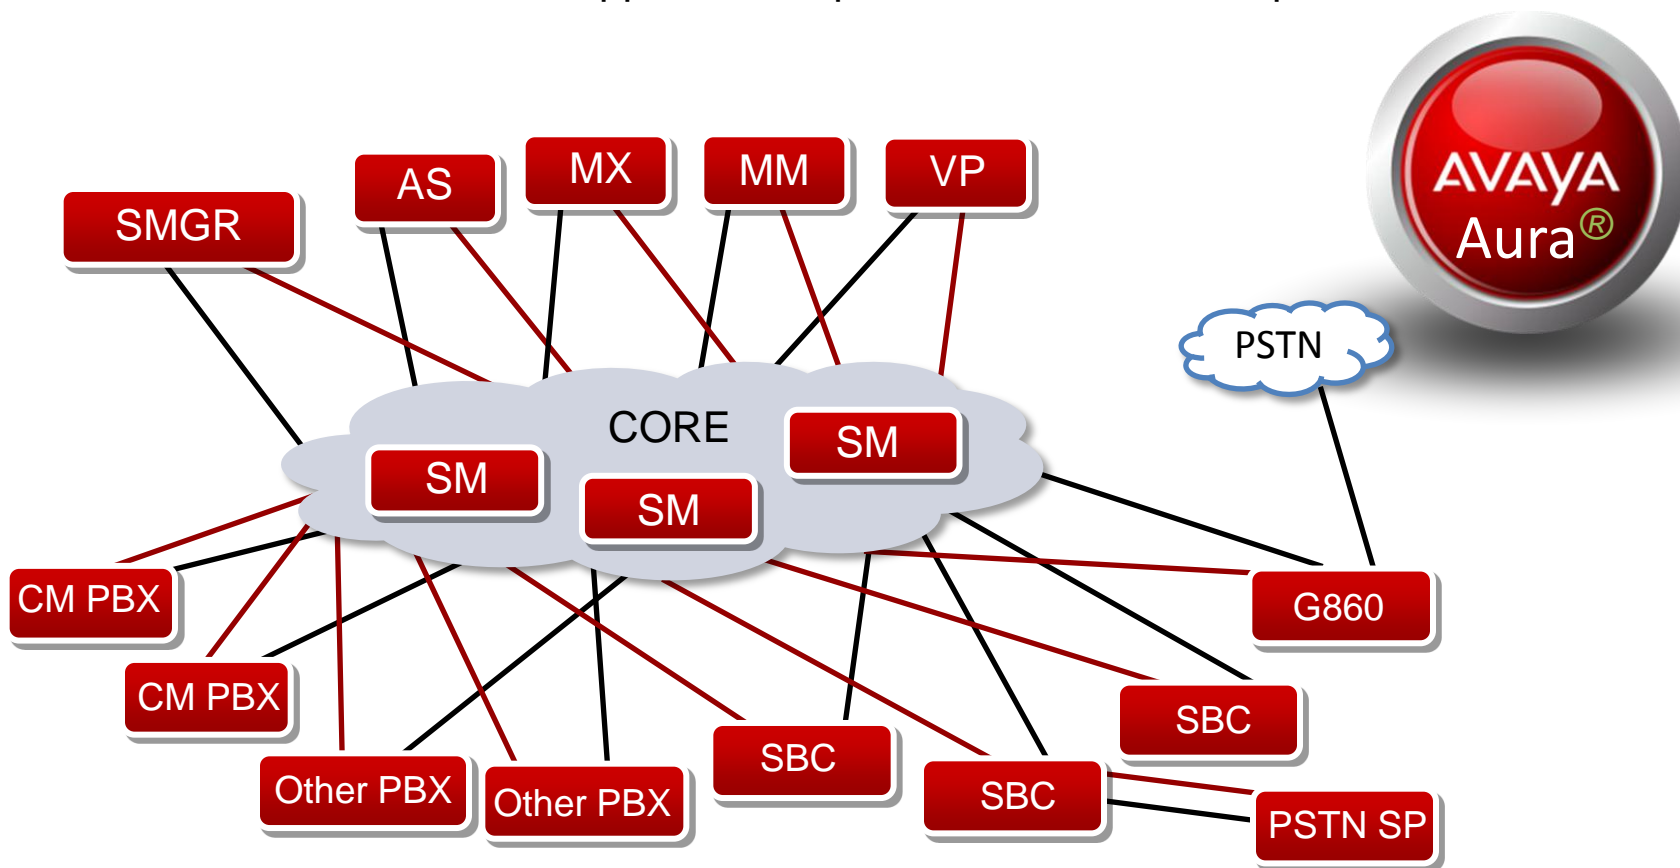 AS
MX
MM
VP
SMGR
AVAYA
Aura®
PSTN
CORE
SM
SM
SM
CM PBX
G860
CM PBX
SBC
SBC
Other PBX
Other PBX
SBC
PSTN SP